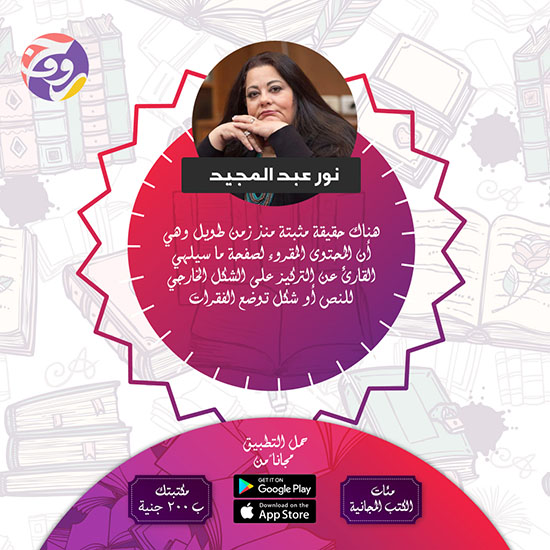 رفوف
نور عبد المجيد
هناك حقيقة مثبتة منذ زمن طويل وهي
أن المحتوى المقروء لصفحة ما سيلهي
القارئ عن التركيز على الشكل الخارجي
للنص أو شكل توضع الفقرات
حمل التطبيق
مجاناً من
مكتبتك
ب ٢٠٠ جنية
GET IT ON
Google Play
Download on the
App Store
مئات
الكتب المجانية